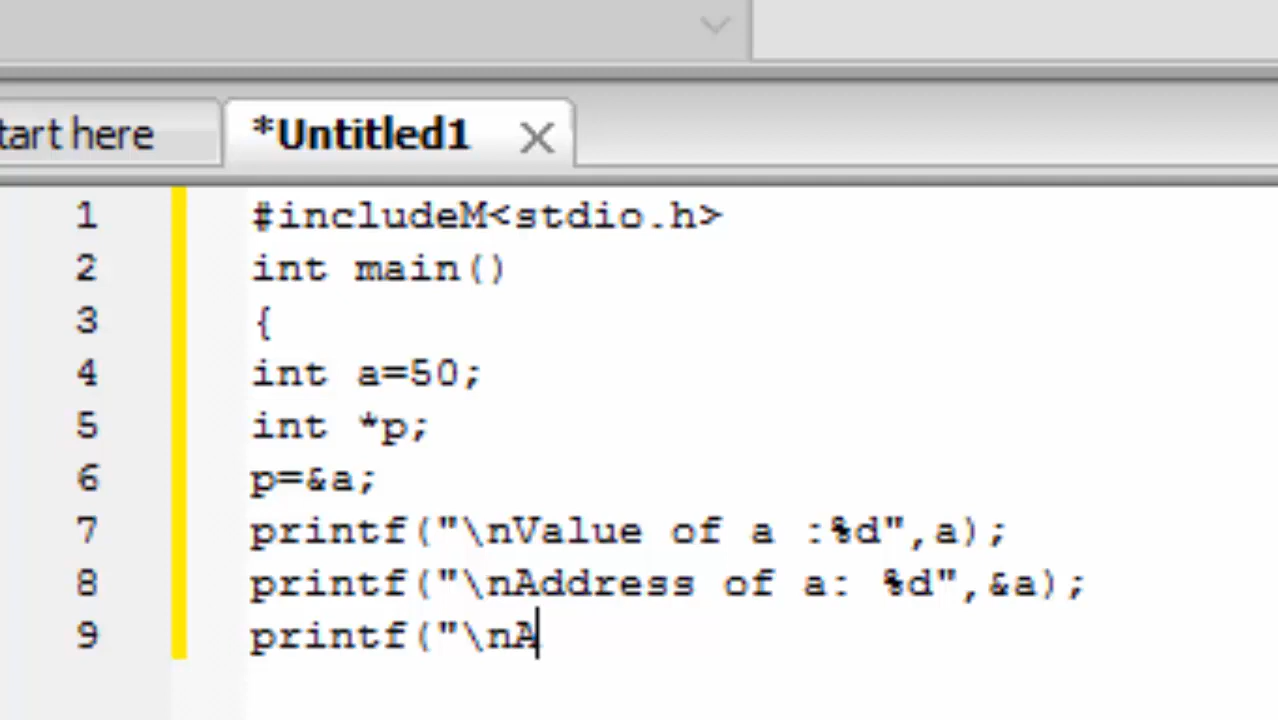 tart here
*Untitled1
1 #includeM<stdio.h>
2 int main()
3 {
4 int a=50;
5 int *p;
6 p=&a;
7 printf("\nValue of a :%d",a);
8 printf("\nAddress of a: %d",&a);
9 printf("\nA